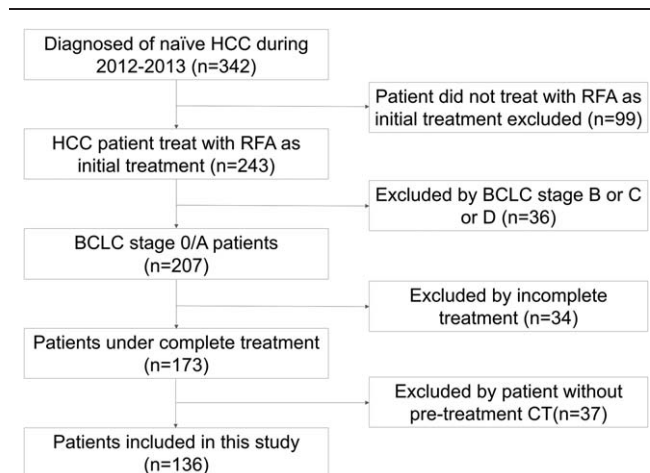 Diagnosed of naïve HCC during
2012-2013 (n=342)
Patient did not treat with RFA as
initial treatment excluded (n=99)
HCC patient treat with RFA as
initial treatment (n=243)
Excluded by BCLC stage B or C
or D (n=36)
BCLC stage 0/A patients
(n=207)
Excluded by incomplete
treatment (n=34)
Patients under complete treatment
(n=173)
Excluded by patient without
pre-treatment CT(n=37)
Patients included in this study
(n=136)